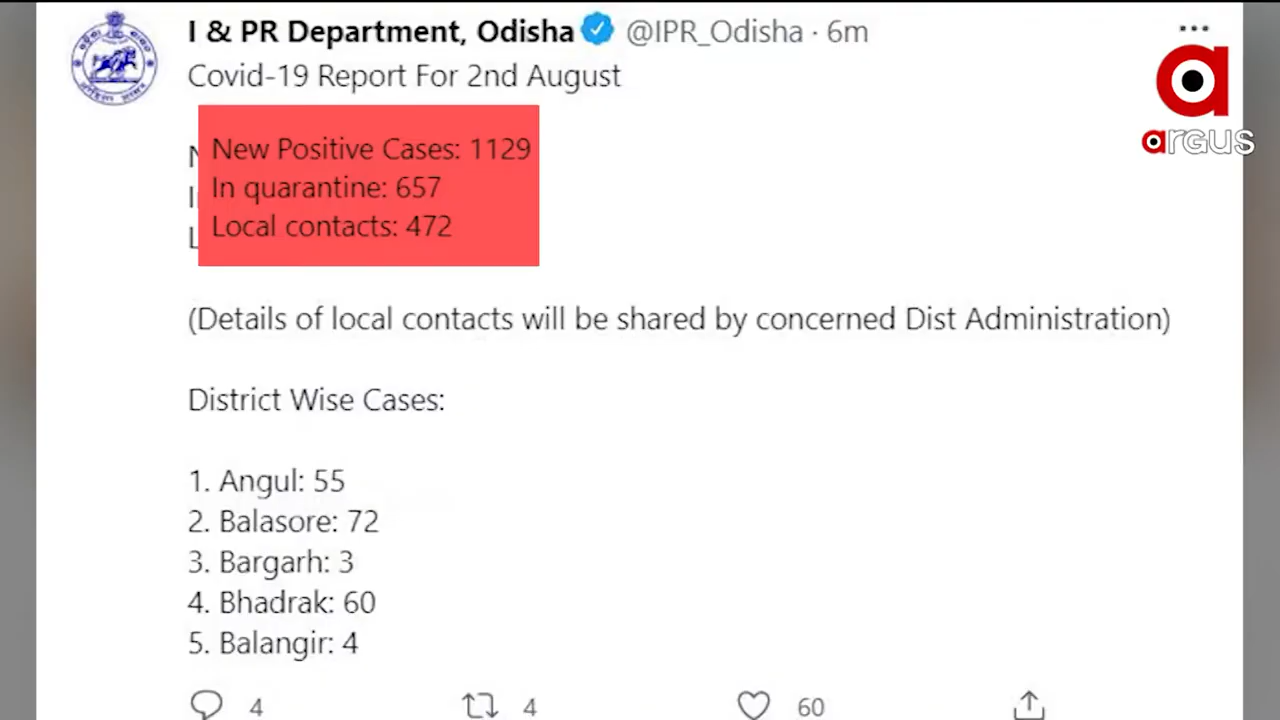 I & PR Department, Odisha @IPR_Odisha · 6m
Covid-19 Report For 2nd August
argus
New Positive Cases: 1129
In quarantine: 657
Local contacts: 472
(Details of local contacts will be shared by concerned Dist Administration)
District Wise Cases:
1. Angul: 55
2. Balasore: 72
3. Bargarh: 3
4. Bhadrak: 60
5. Balangir: 4
4 4 60